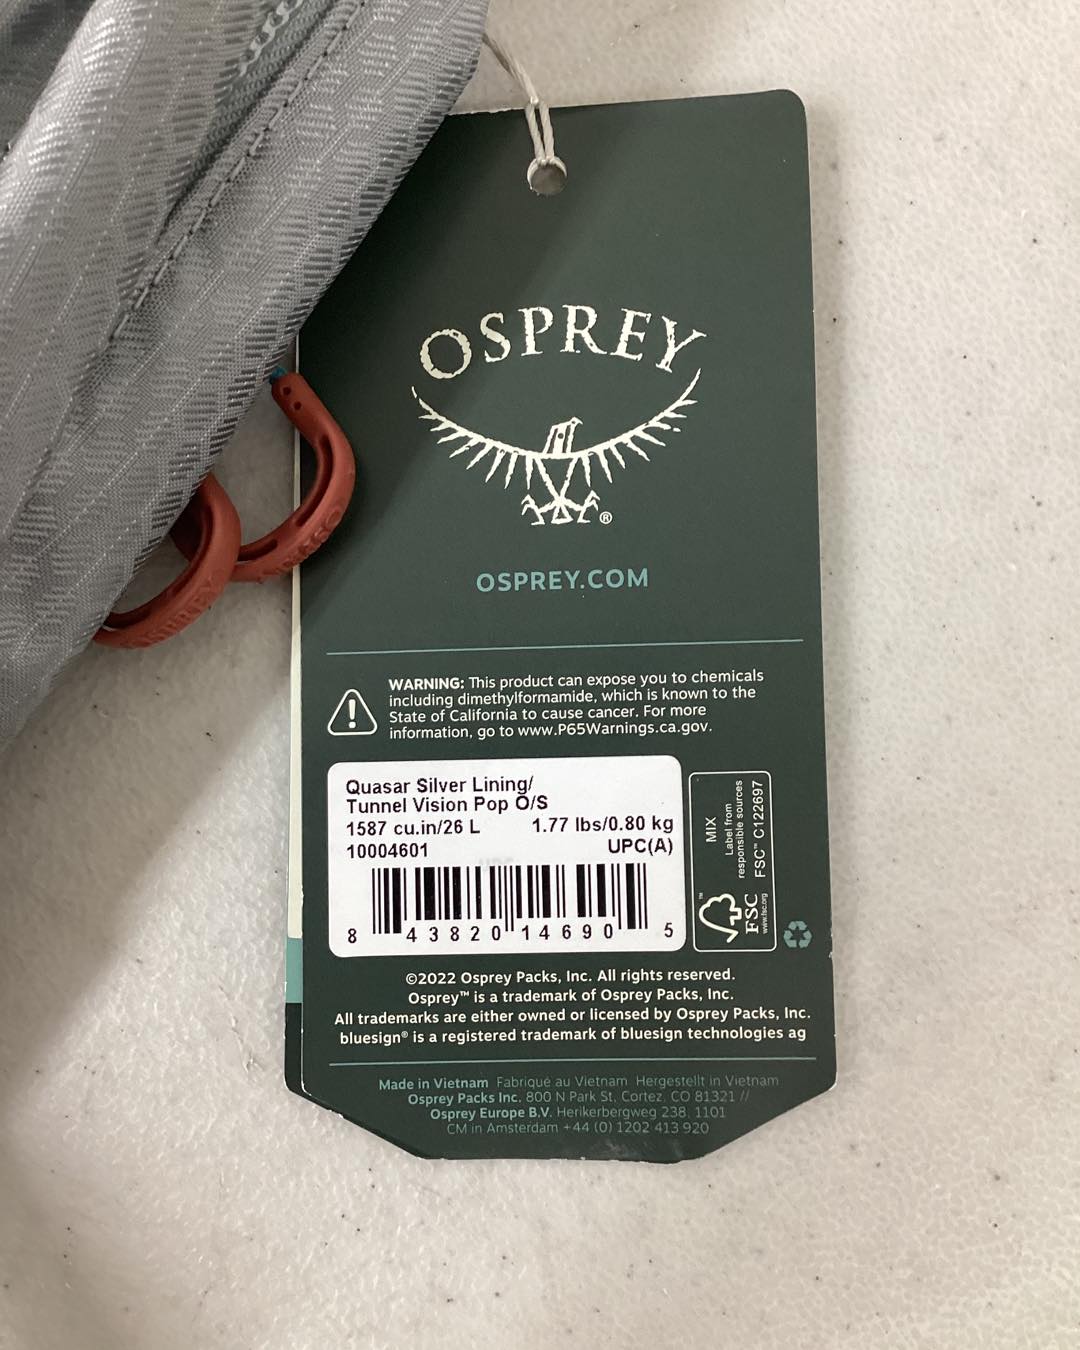 OSPREY
®
OSPREY.COM
WARNING: This product can expose you to chemicals
including dimethylformamide, which is known to the
State of California to cause cancer. For more
information, go to www.P65Warnings.ca.gov.
Quasar Silver Lining/
Tunnel Vision Pop O/S
1587 cu.in/26 L 1.77 lbs/0.80 kg
10004601 UPC(A)
8 43820 14690 5
MIX
Label from
responsible sources
FSC™ C122697
™
FSC
www.fsc.org
©2022 Osprey Packs, Inc. All rights reserved.
Osprey™ is a trademark of Osprey Packs, Inc.
All trademarks are either owned or licensed by Osprey Packs, Inc.
bluesign® is a registered trademark of bluesign technologies ag
Made in Vietnam Fabriqué au Vietnam Hergestellt in Vietnam
Osprey Packs Inc. 800 N Park St, Cortez, CO 81321 //
Osprey Europe B.V. Herikerbergweg 238, 1101
CM in Amsterdam +44 (0) 1202 413 920